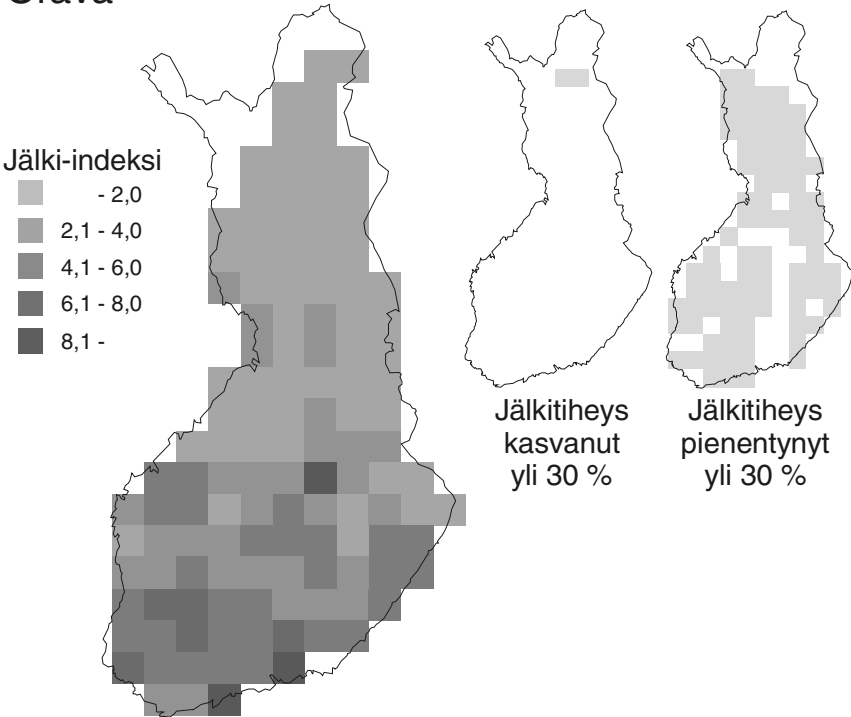 Orava
Jälki-indeksi
- 2,0
2,1 - 4,0
4,1 - 6,0
6,1 - 8,0
8,1 -
Jälkitiheys
kasvanut
yli 30 %
Jälkitiheys
pienentynyt
yli 30 %